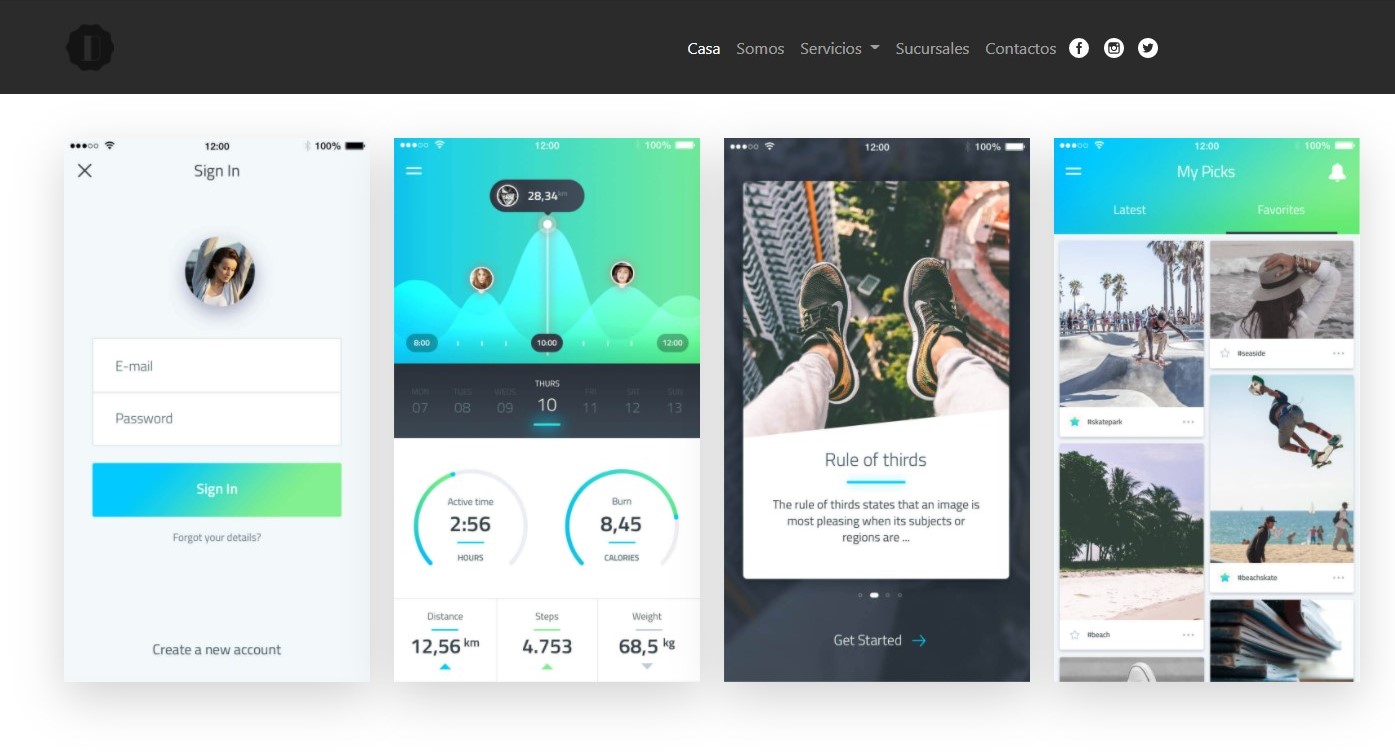 Casa Somos Servicios Sucursales Contactos
12:00 100%
Sign In
E-mail
Password
Sign In
Forgot your details?
Create a new account
12:00 100%
28,34 km
8:00 10:00 12:00
MON TUES WEDS THURS FRI SAT SUN
07 08 09 10 11 12 13
Active time
2:56
HOURS
Burn
8,45
CALORIES
Distance
12,56 km
Steps
4.753
Weight
68,5 kg
12:00 100%
Rule of thirds
The rule of thirds states that an image is
most pleasing when its subjects or
regions are ...
Get Started
12:00 100%
My Picks
Latest Favorites
#skatepark
#seaside
#beach
#beachskate